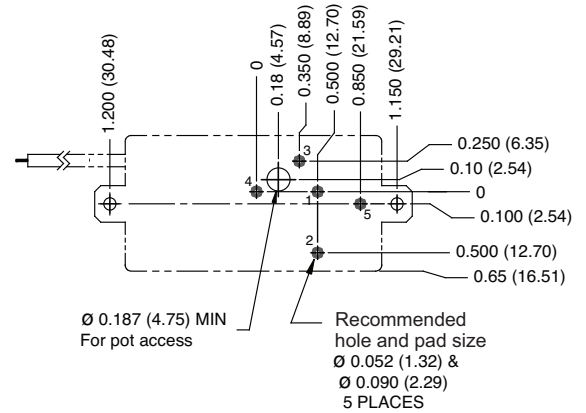 1.200 (30.48)
0
0.18 (4.57)
0.350 (8.89)
0.500 (12.70)
0.850 (21.59)
1.150 (29.21)
3
0.250 (6.35)
0.10 (2.54)
4
1
0
5
0.100 (2.54)
2
0.500 (12.70)
0.65 (16.51)
Ø 0.187 (4.75) MIN
For pot access
Recommended
hole and pad size
Ø 0.052 (1.32) &
Ø 0.090 (2.29)
5 PLACES